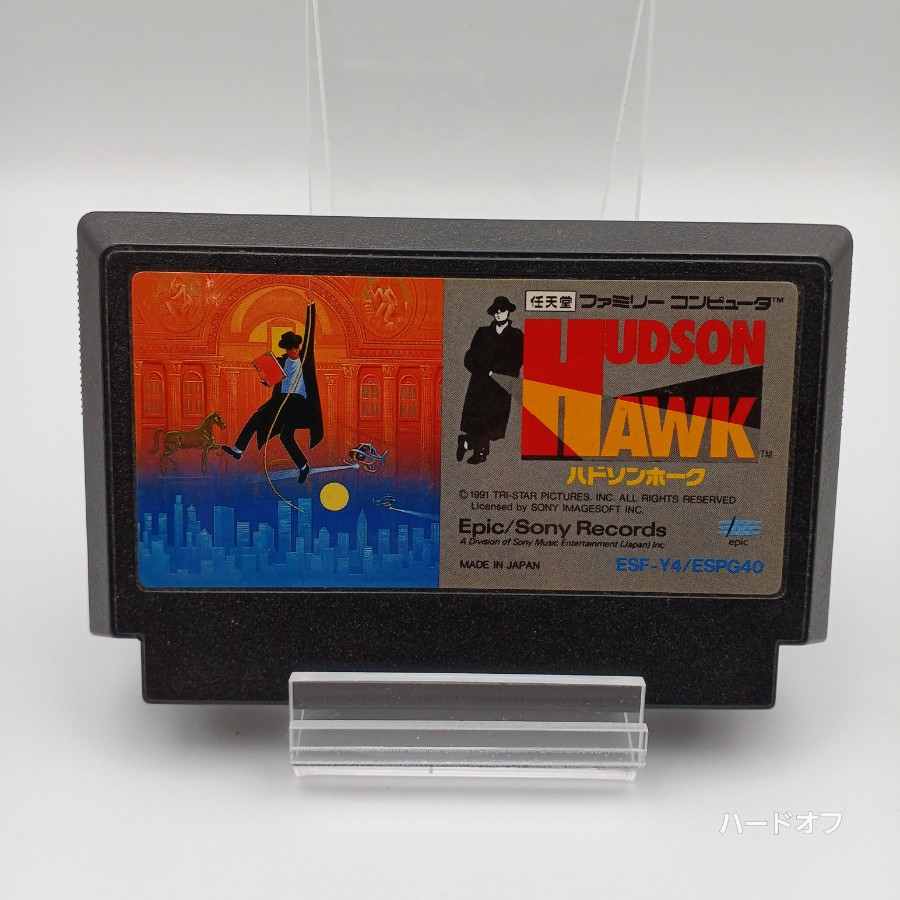 任天堂 ファミリー コンピュータ™
HUDSON
HAWK™
ハドソンホーク
©1991 TRI-STAR PICTURES, INC. ALL RIGHTS RESERVED
Licensed by SONY IMAGESOFT INC.
Epic/Sony Records
A Division of Sony Music Entertainment (Japan) Inc.
epic
MADE IN JAPAN
ESF-Y4/ESPG40
ハードオフ